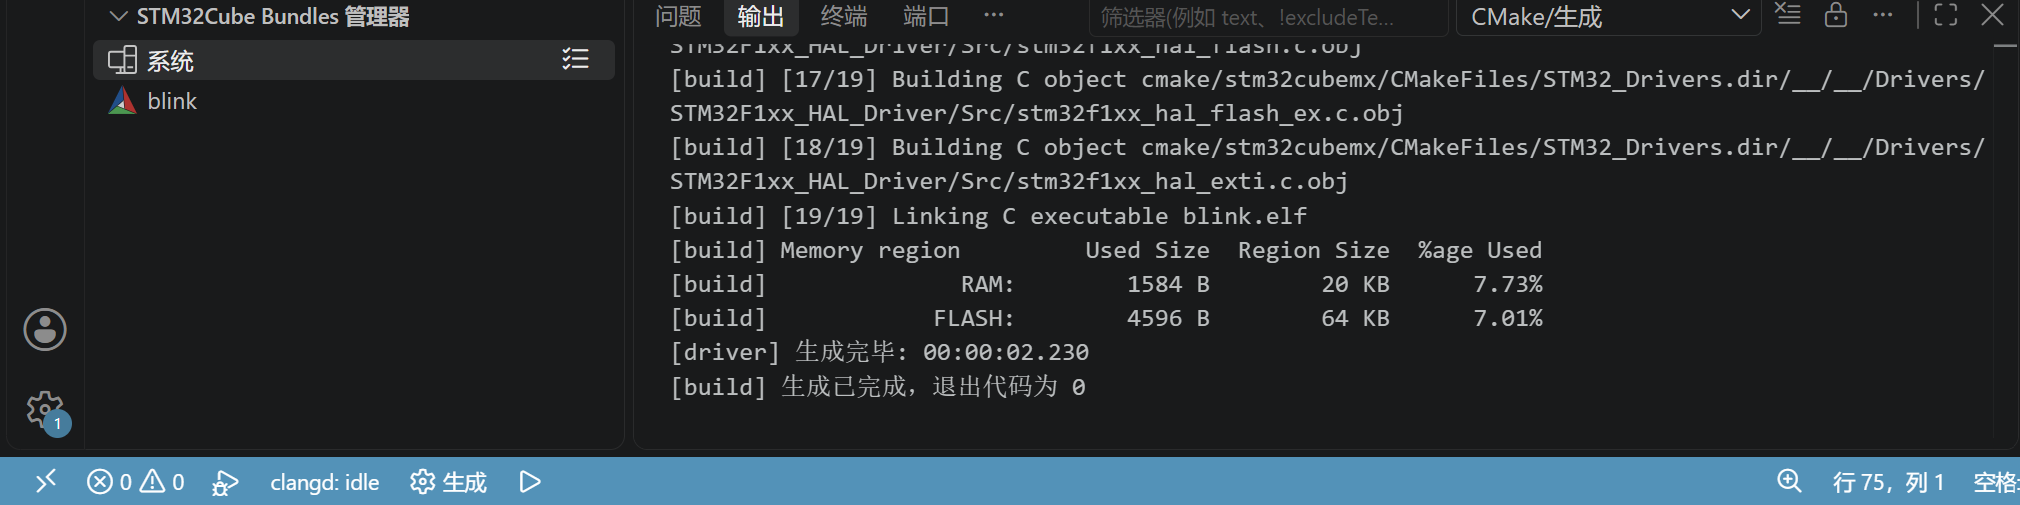 STM32Cube Bundles 管理器
系统
blink
问题 输出 终端 端口 ···
筛选器(例如 text、!excludeTe...
CMake/生成
STM32F1xx_HAL_Driver/Src/stm32f1xx_hal_flash.c.obj
[build] [17/19] Building C object cmake/stm32cubemx/CMakeFiles/STM32_Drivers.dir/__/__/Drivers/
STM32F1xx_HAL_Driver/Src/stm32f1xx_hal_flash_ex.c.obj
[build] [18/19] Building C object cmake/stm32cubemx/CMakeFiles/STM32_Drivers.dir/__/__/Drivers/
STM32F1xx_HAL_Driver/Src/stm32f1xx_hal_exti.c.obj
[build] [19/19] Linking C executable blink.elf
[build] Memory region         Used Size  Region Size  %age Used
[build]              RAM:        1584 B        20 KB      7.73%
[build]            FLASH:        4596 B        64 KB      7.01%
[driver] 生成完毕: 00:00:02.230
[build] 生成已完成，退出代码为 0
1
0 0 clangd: idle 生成 行 75，列 1 空格: